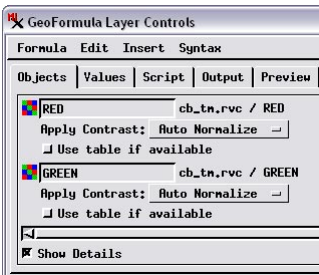 GeoFormula Layer Controls
Formula Edit Insert Syntax
Objects Values Script Output Preview
RED cb_tm.rvc / RED
Apply Contrast: Auto Normalize
Use table if available
GREEN cb_tm.rvc / GREEN
Apply Contrast: Auto Normalize
Use table if available
Show Details